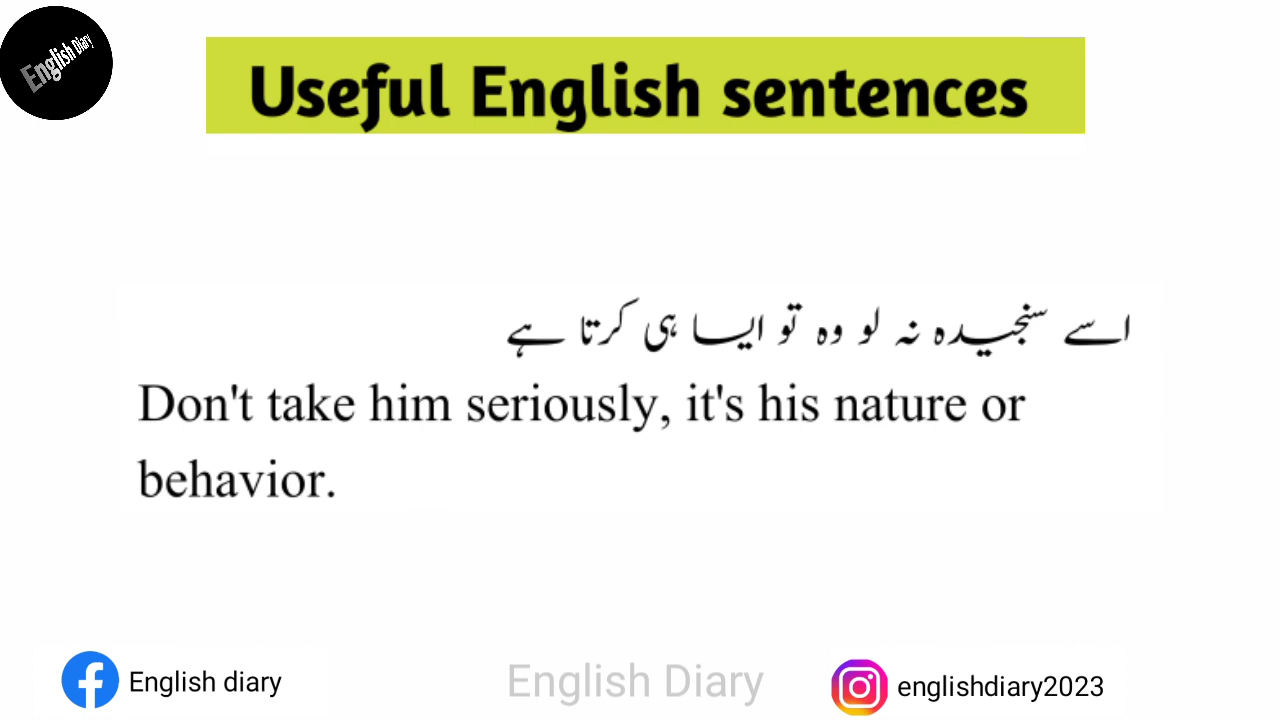 English Diary
Useful English sentences
اسے سنجیدہ نہ لو وہ تو ایسا ہی کرتا ہے
Don't take him seriously, it's his nature or
behavior.
English diary
English Diary
englishdiary2023